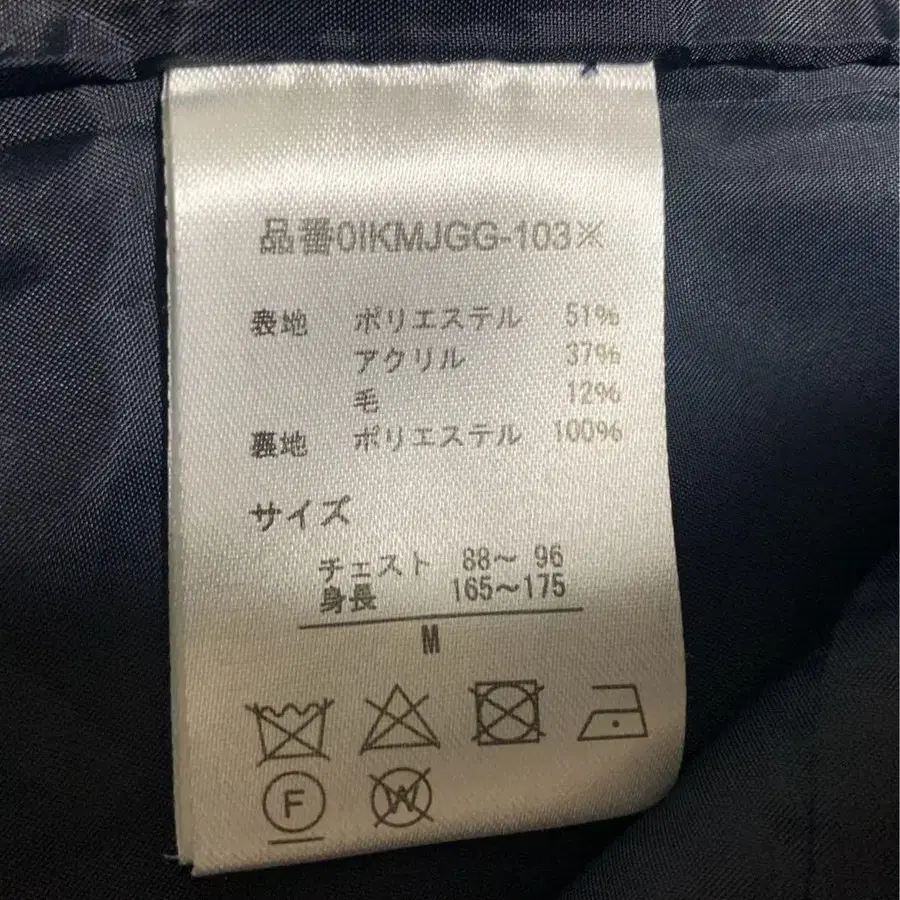 品番0IIKMJGG-103※
表地 ポリエステル 51%
アクリル 37%
毛 12%
裏地 ポリエステル 100%
サイズ
チェスト 88～ 96
身長 165～175
M
F W